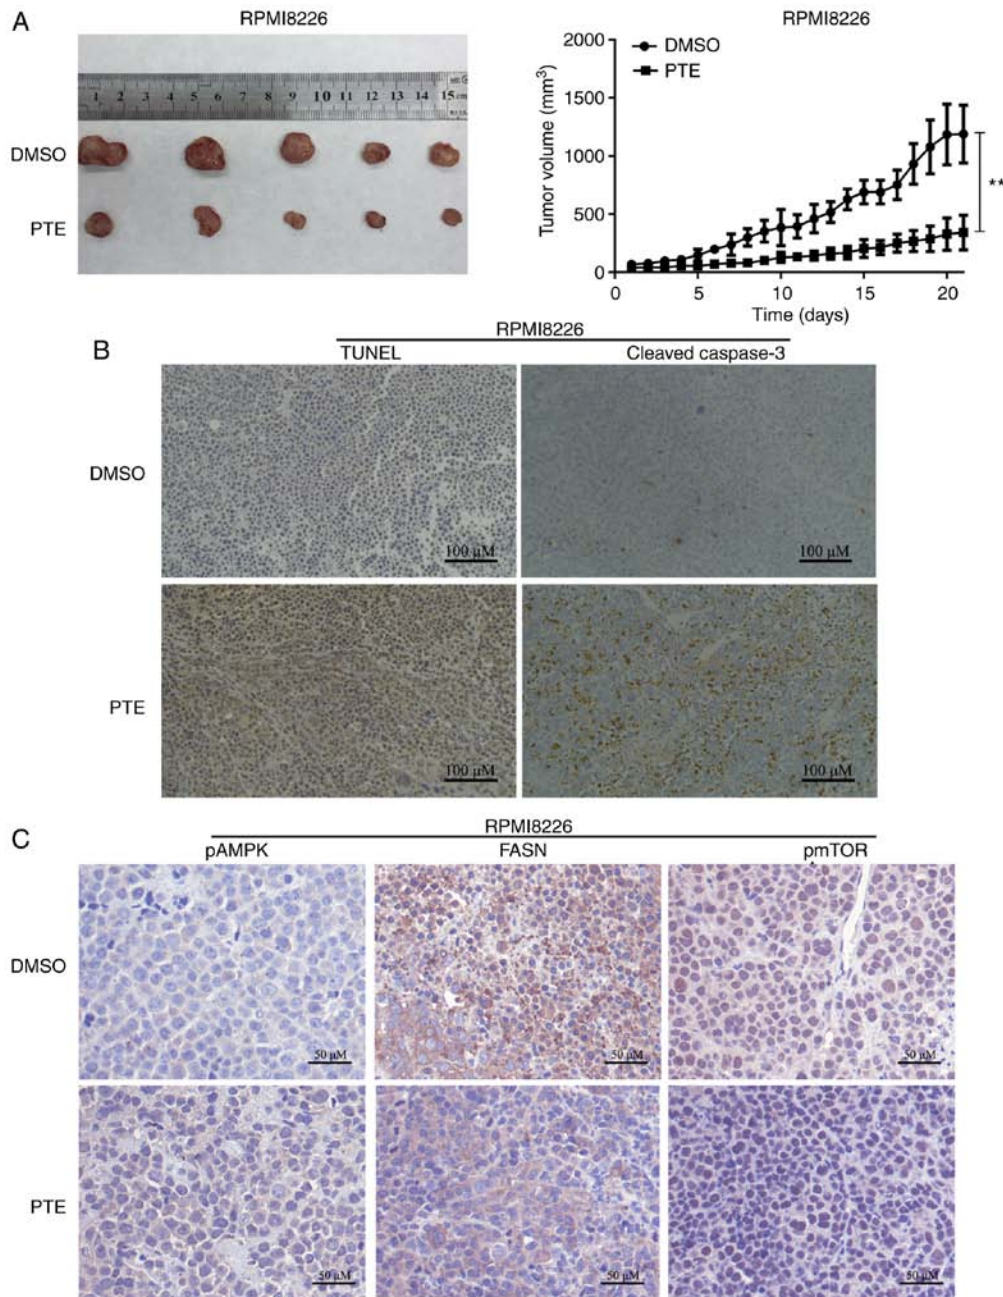 A
RPMI8226
1 2 3 4 5 6 7 8 9 10 11 12 13 14 15 cm
DMSO
PTE
RPMI8226
DMSO
PTE
Tumor volume (mm³)
2000
1500
1000
500
0
**
0 5 10 15 20
Time (days)
B
RPMI8226
TUNEL Cleaved caspase-3
DMSO
100 μM 100 μM
PTE
100 μM 100 μM
C
RPMI8226
pAMPK FASN pmTOR
DMSO
50 μM 50 μM 50 μM
PTE
50 μM 50 μM 50 μM